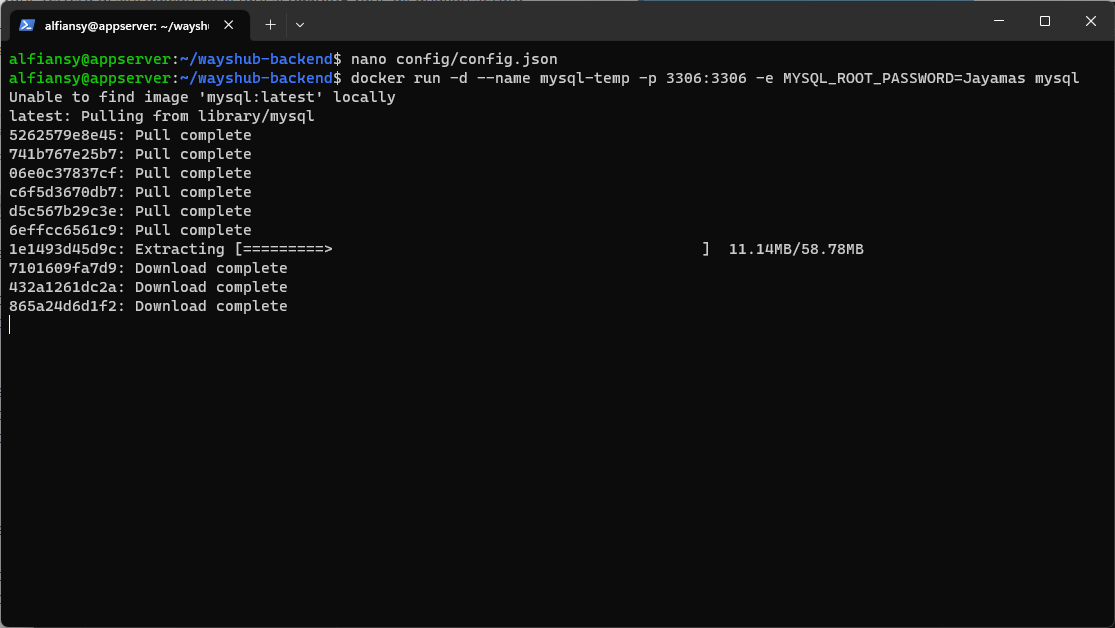 alfiansy@appserver: ~/wayshu
alfiansy@appserver:~/wayshub-backend$ nano config/config.json
alfiansy@appserver:~/wayshub-backend$ docker run -d --name mysql-temp -p 3306:3306 -e MYSQL_ROOT_PASSWORD=Jayamas mysql
Unable to find image 'mysql:latest' locally
latest: Pulling from library/mysql
5262579e8e45: Pull complete
741b767e25b7: Pull complete
06e0c37837cf: Pull complete
c6f5d3670db7: Pull complete
d5c567b29c3e: Pull complete
6effcc6561c9: Pull complete
1e1493d45d9c: Extracting [=========>                                         ]  11.14MB/58.78MB
7101609fa7d9: Download complete
432a1261dc2a: Download complete
865a24d6d1f2: Download complete